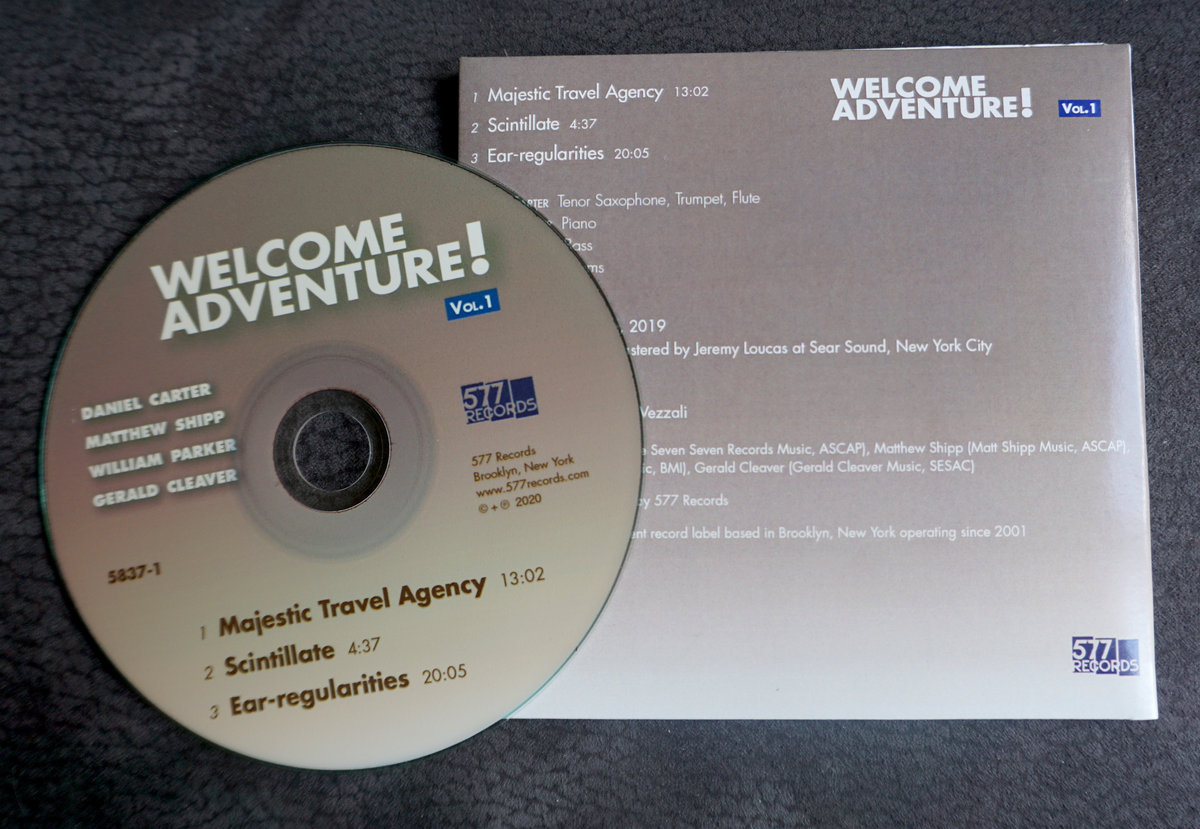 WELCOME
ADVENTURE!
VOL.1
DANIEL CARTER
MATTHEW SHIPP
WILLIAM PARKER
GERALD CLEAVER
577
RECORDS
577 Records
Brooklyn, New York
www.577records.com
© + ℗ 2020
5837-1
1 Majestic Travel Agency 13:02
2 Scintillate 4:37
3 Ear-regularities 20:05
1 Majestic Travel Agency 13:02
2 Scintillate 4:37
3 Ear-regularities 20:05
WELCOME
ADVENTURE!
VOL.1
Tenor Saxophone, Trumpet, Flute
Piano
2019
by Jeremy Loucas at Sear Sound, New York City
Vezzali
Seven Seven Records Music, ASCAP), Matthew Shipp (Matt Shipp Music, ASCAP).
BMI), Gerald Cleaver (Gerald Cleaver Music, SESAC)
by 577 Records
record label based in Brooklyn, New York operating since 2001
577
RECORDS